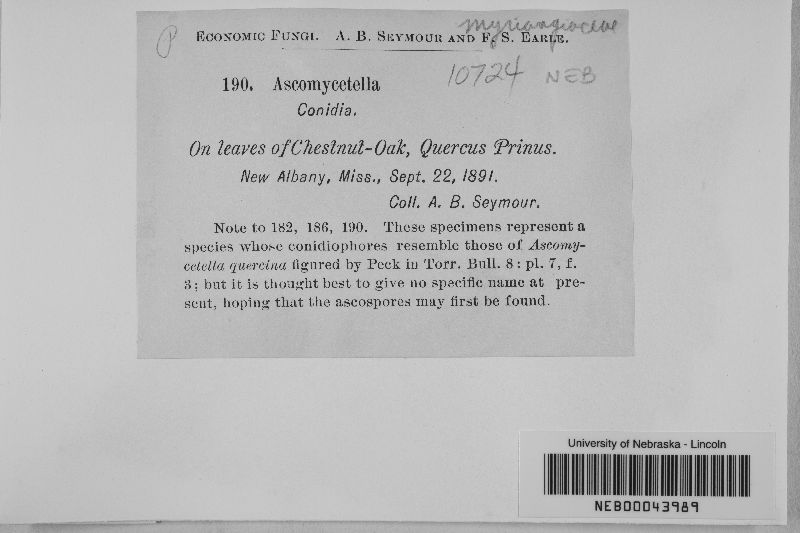 Myriangiaceae
P
ECONOMIC FUNGI. A. B. SEYMOUR AND F. S. EARLE.
10724 NEB
190. Ascomycetella
Conidia.
On leaves of Chestnut-Oak, Quercus Prinus.
New Albany, Miss., Sept. 22, 1891.
Coll. A. B. Seymour.
Note to 182, 186, 190. These specimens represent a
species whose conidiophores resemble those of Ascomy-
cetella quercina figured by Peck in Torr. Bull. 8: pl. 7, f.
3; but it is thought best to give no specific name at pre-
sent, hoping that the ascospores may first be found.
University of Nebraska - Lincoln
NEB00043989